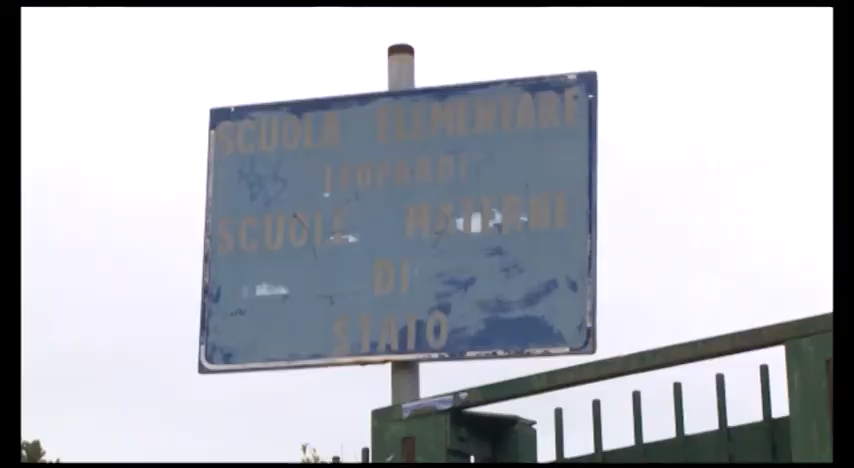 SCUOLA ELEMENTARE
LEOPARDI
SCUOLE MATERNE
DI
STATO